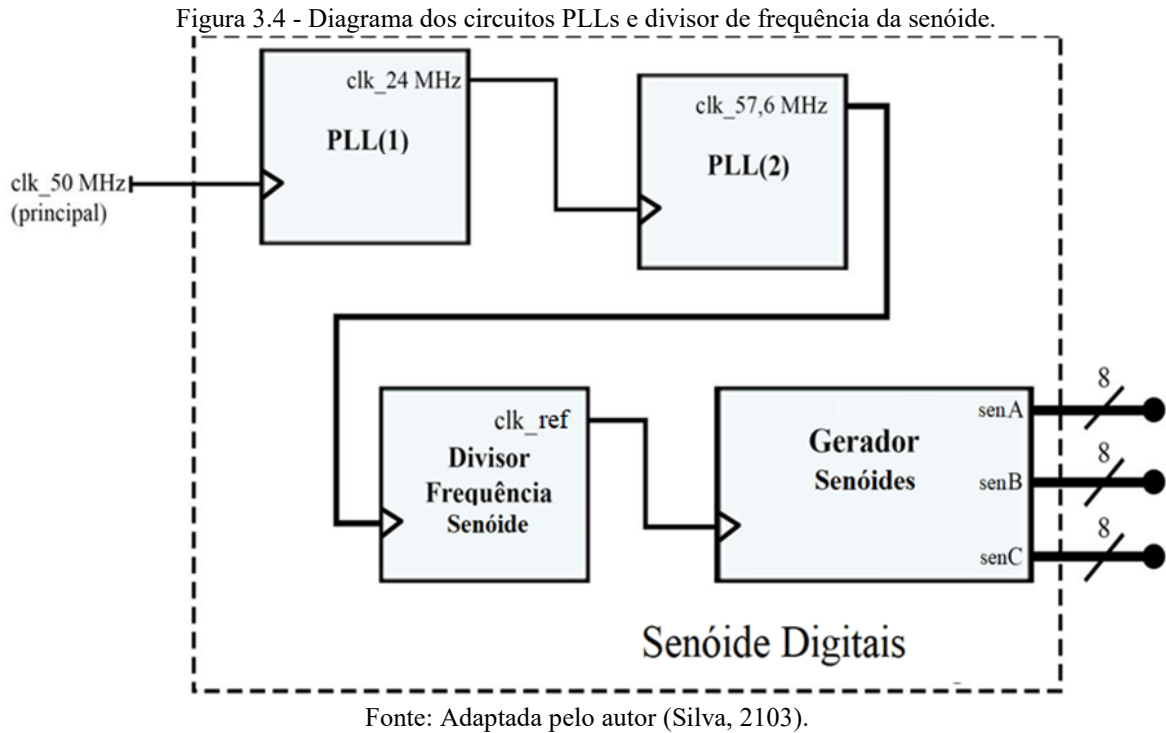 Figura 3.4 - Diagrama dos circuitos PLLs e divisor de frequência da senóide.
clk_24 MHz
PLL(1)
clk_57,6 MHz
PLL(2)
clk_50 MHz
(principal)
clk_ref
Divisor
Frequência
Senóide
Gerador
Senóides
senA
8
senB
8
senC
8
Senóide Digitais
Fonte: Adaptada pelo autor (Silva, 2103).